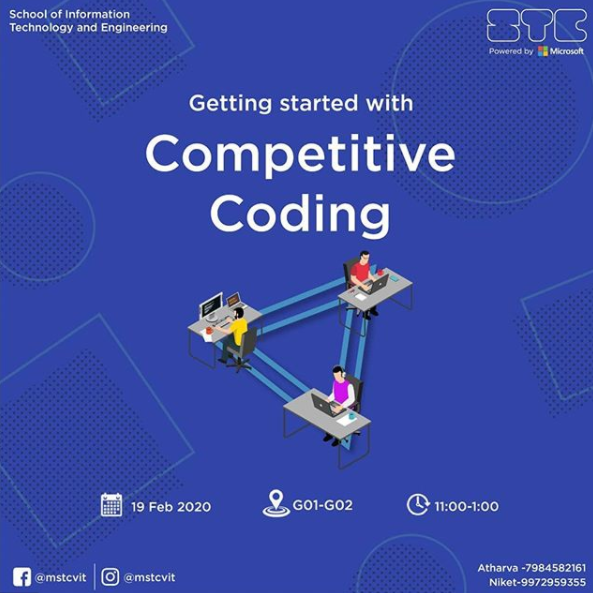 School of Information
Technology and Engineering
STC
Powered by Microsoft
Getting started with
Competitive
Coding
19 Feb 2020
G01-G02
11:00-1:00
@mstcvit
@mstcvit
Atharva -7984582161
Niket-9972959355